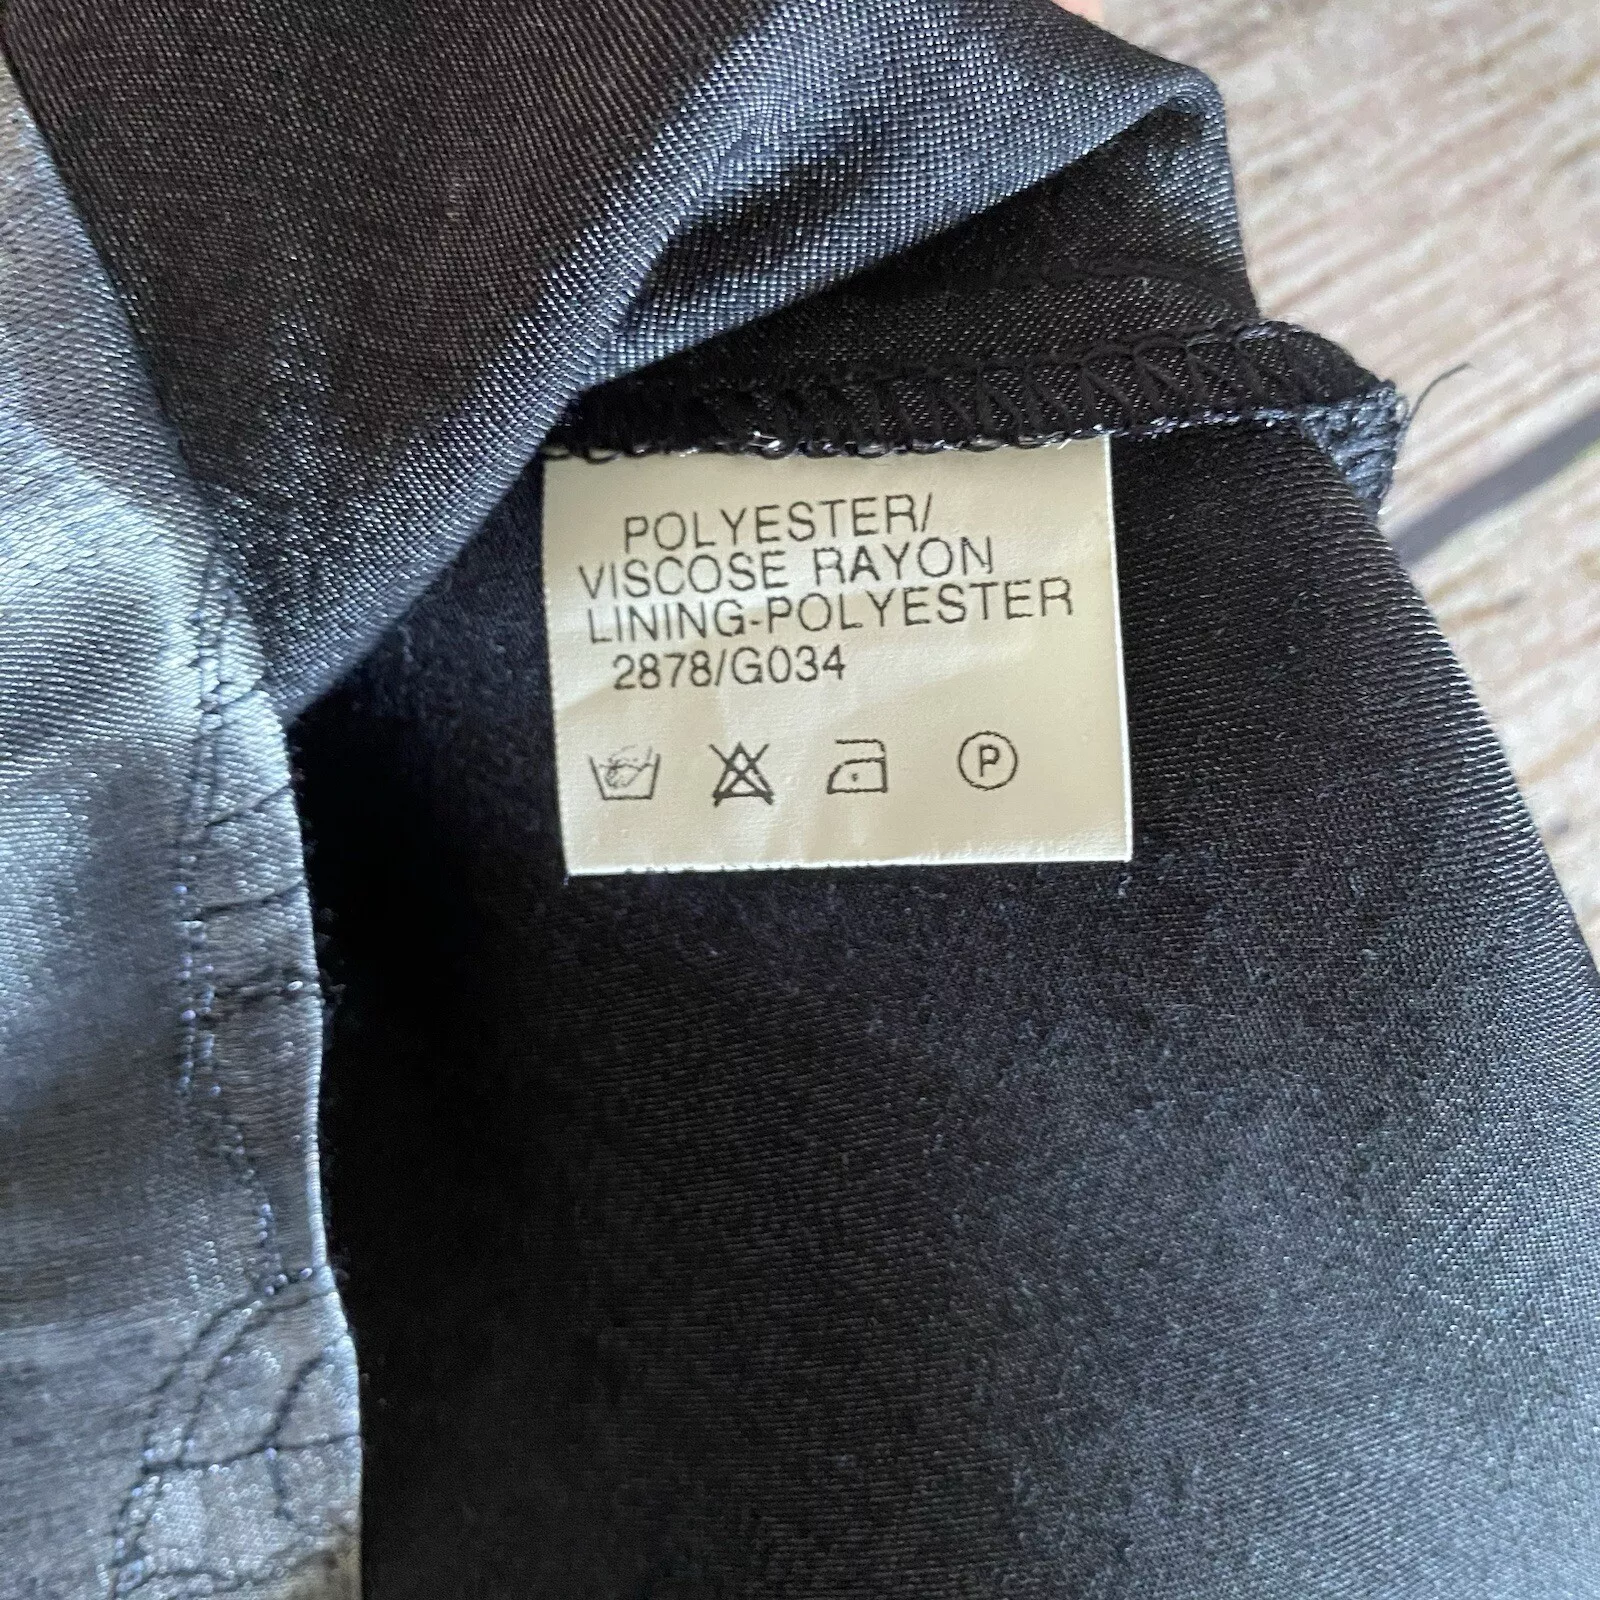 POLYESTER/
VISCOSE RAYON
LINING-POLYESTER
2878/G034
P